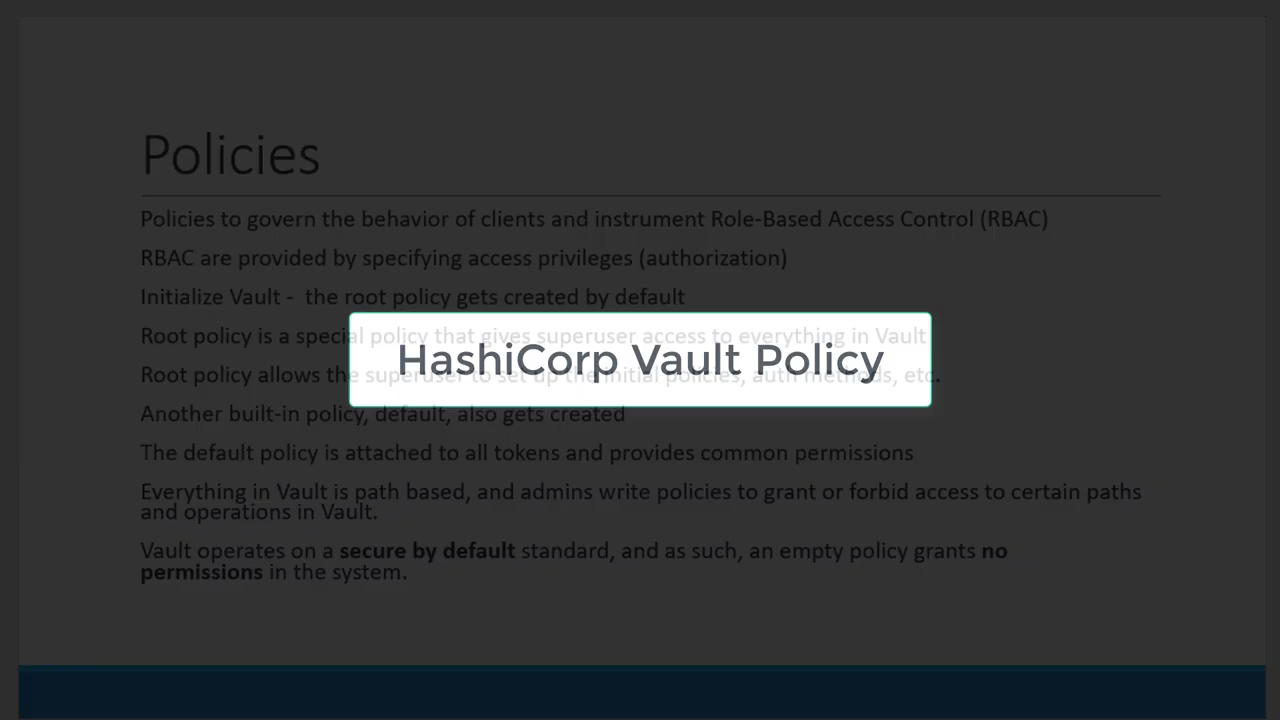 Policies
Policies to govern the behavior of clients and instrument Role-Based Access Control (RBAC)
RBAC are provided by specifying access privileges (authorization)
Initialize Vault -  the root policy gets created by default
Root policy is a special policy that gives superuser access to everything in Vault
HashiCorp Vault Policy
Root policy allows the superuser to set up the initial policies, auth methods, etc.
Another built-in policy, default, also gets created
The default policy is attached to all tokens and provides common permissions
Everything in Vault is path based, and admins write policies to grant or forbid access to certain paths
and operations in Vault.
Vault operates on a secure by default standard, and as such, an empty policy grants no
permissions in the system.